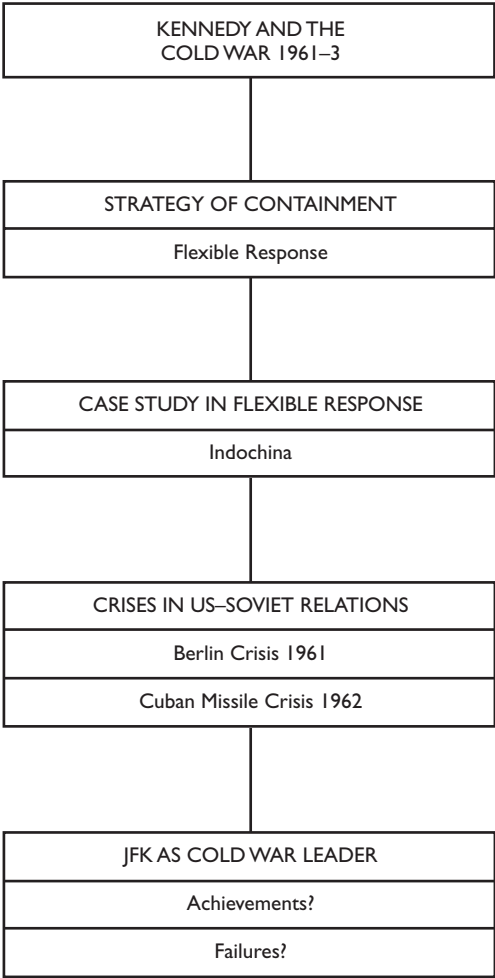 KENNEDY AND THE
COLD WAR 1961–3
STRATEGY OF CONTAINMENT
Flexible Response
CASE STUDY IN FLEXIBLE RESPONSE
Indochina
CRISES IN US–SOVIET RELATIONS
Berlin Crisis 1961
Cuban Missile Crisis 1962
JFK AS COLD WAR LEADER
Achievements?
Failures?